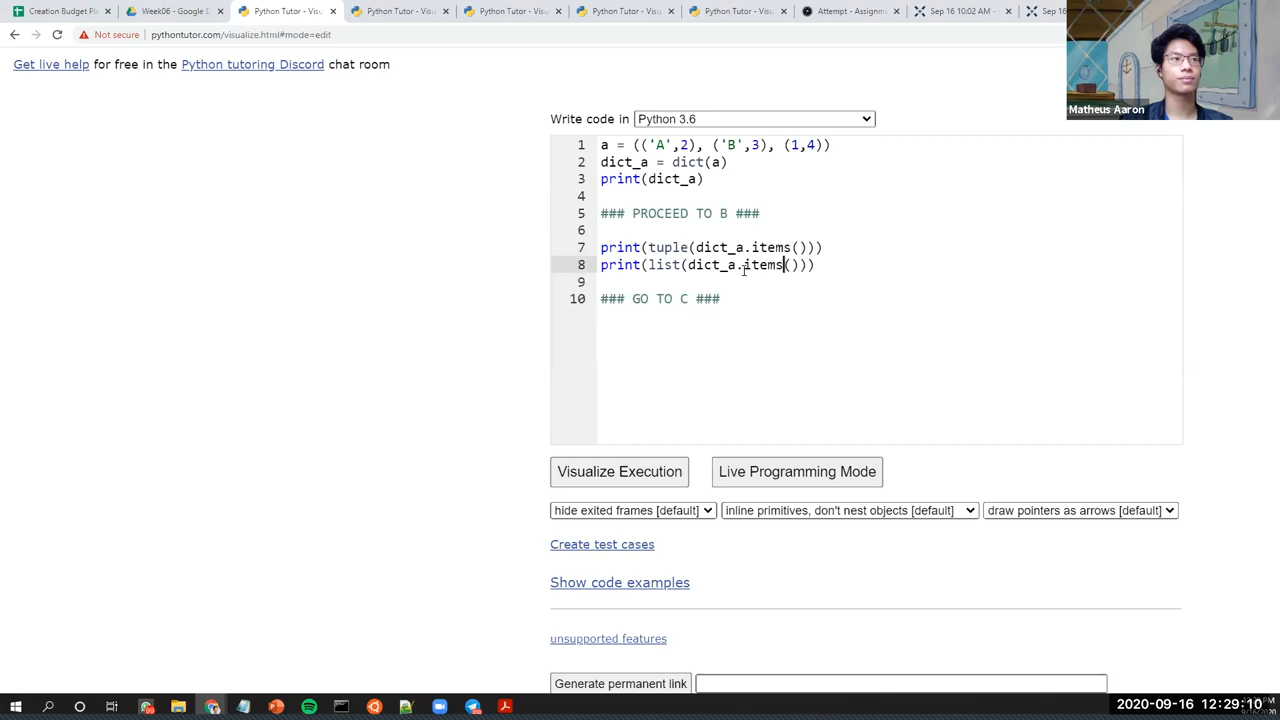 Creation Budget Pl
Week06 - Google D
Python Tutor - Visu
Python Tutor - Visu
Python Tutor - Visu
Python Tutor - Visu
Python Tutor - Visu
Attempt - Programm
Sep 16 10:02 AM -
Sep 16
Not secure
pythontutor.com/visualize.html#mode=edit
Get live help for free in the Python tutoring Discord chat room
Matheus Aaron
Write code in Python 3.6
1 a = (('A',2), ('B',3), (1,4))
2 dict_a = dict(a)
3 print(dict_a)
4
5 ### PROCEED TO B ###
6
7 print(tuple(dict_a.items()))
8 print(list(dict_a.items()))
9
10 ### GO TO C ###
Visualize Execution Live Programming Mode
hide exited frames [default] inline primitives, don't nest objects [default] draw pointers as arrows [default]
Create test cases
Show code examples
unsupported features
Generate permanent link
2020-09-16 12:29:10